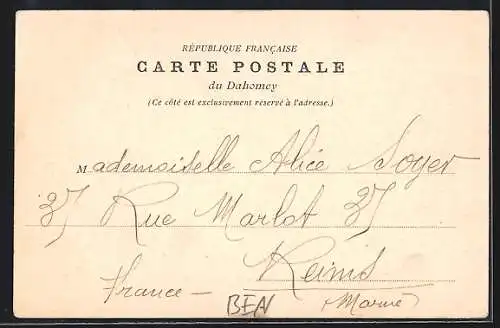 RÉPUBLIQUE FRANÇAISE
CARTE POSTALE
du Dahomey
(Ce côté est exclusivement réservé à l'adresse.)
Mademoiselle Alice Soyer
37 Rue Marlot 37
Reims
France — (Marne)
BEN